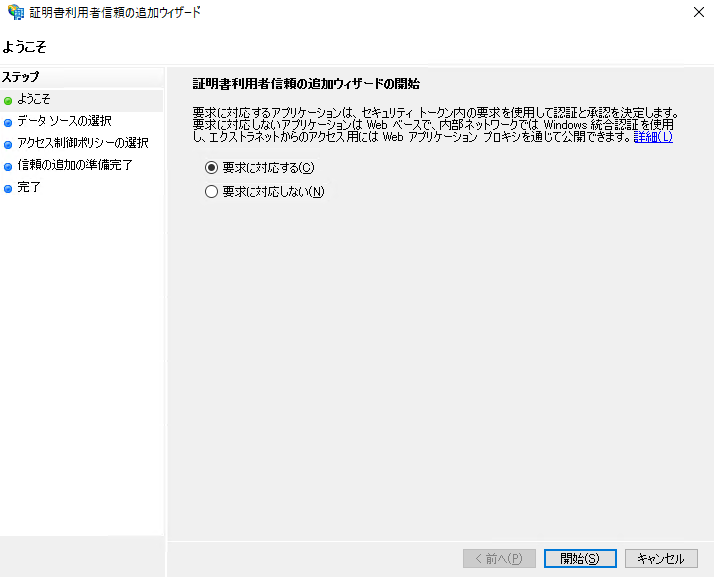 証明書利用者信頼の追加ウィザード
ようこそ
ステップ
ようこそ
データ ソースの選択
アクセス制御ポリシーの選択
信頼の追加の準備完了
完了
証明書利用者信頼の追加ウィザードの開始
要求に対応するアプリケーションは、セキュリティ トークン内の要求を使用して認証と承認を決定します。
要求に対応しないアプリケーションは Web ベースで、内部ネットワークでは Windows 統合認証を使用
し、エクストラネットからのアクセス用には Web アプリケーション プロキシを通じて公開できます。詳細(L)
要求に対応する(C)
要求に対応しない(N)
< 前へ(P)
開始(S)
キャンセル